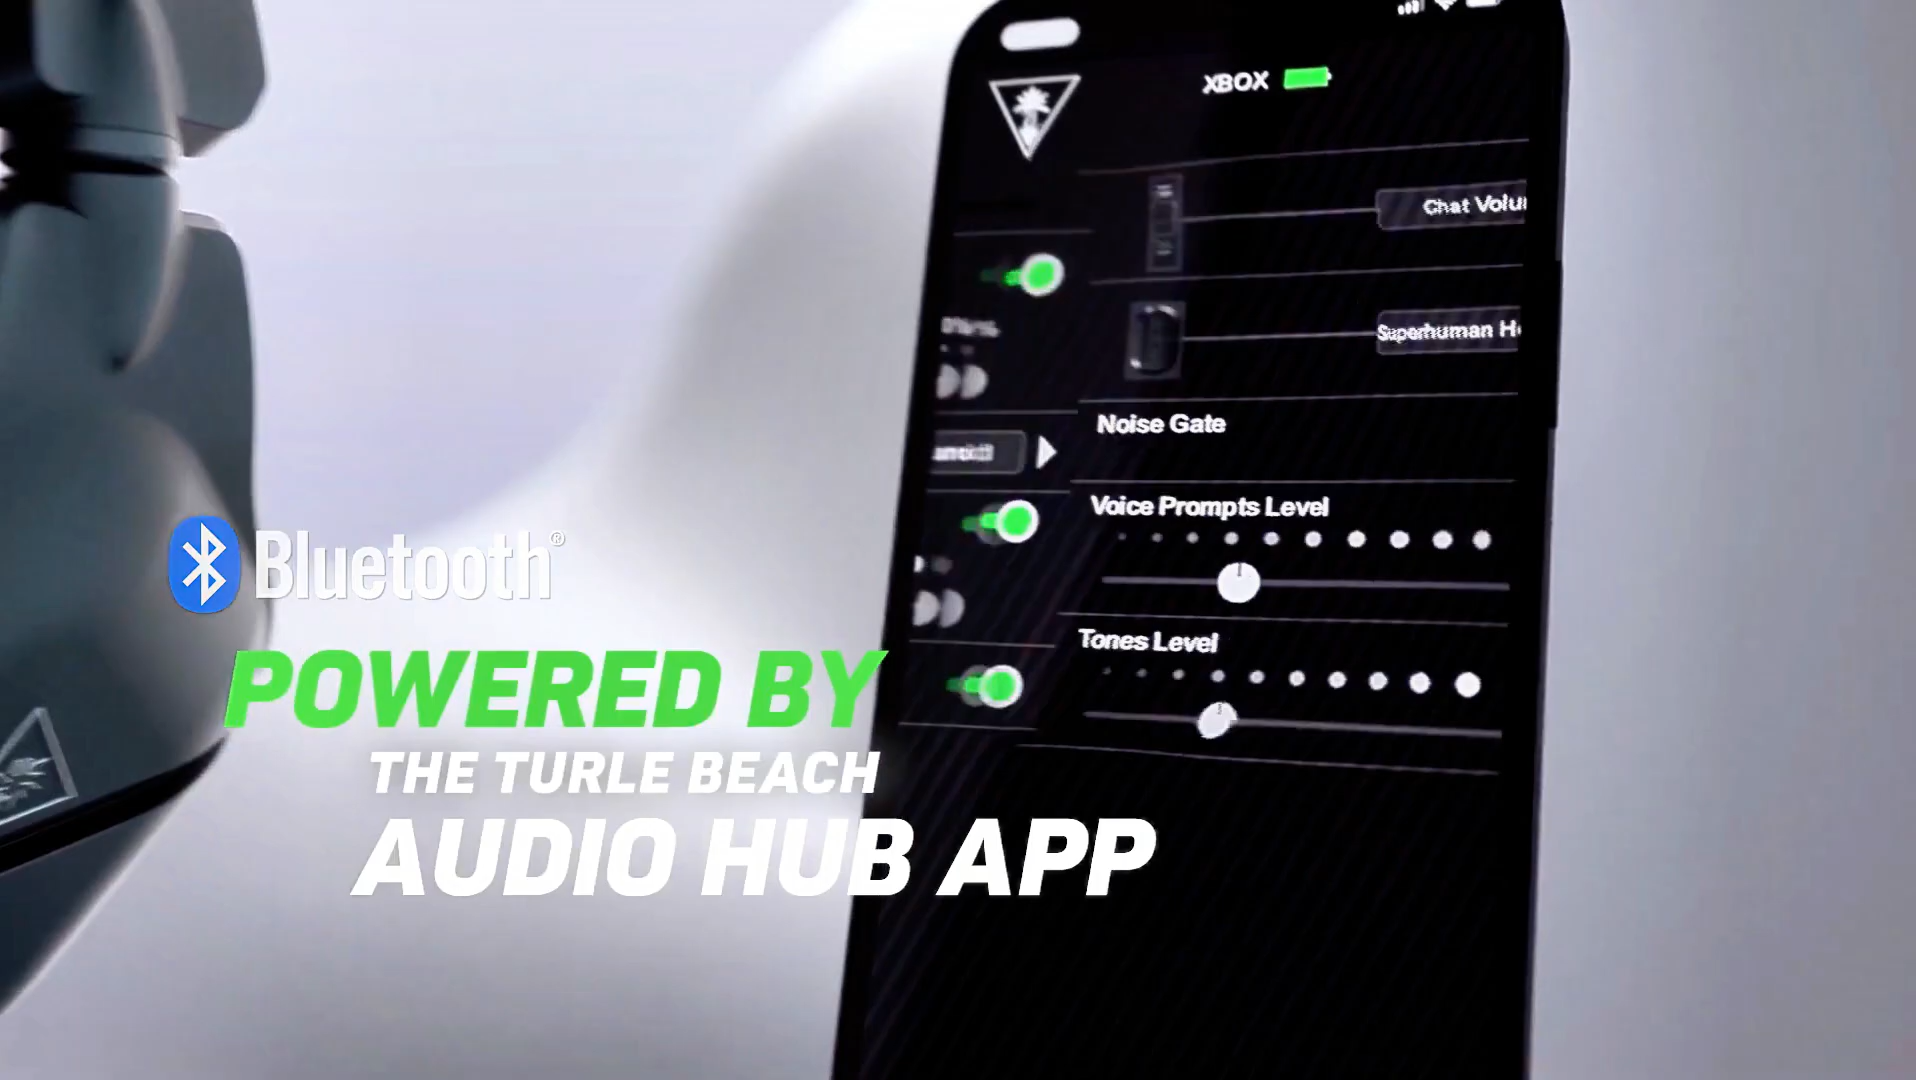 XBOX
Chat Volu
Superhuman H
Noise Gate
Voice Prompts Level
Tones Level
Bluetooth®
POWERED BY
THE TURLE BEACH
AUDIO HUB APP